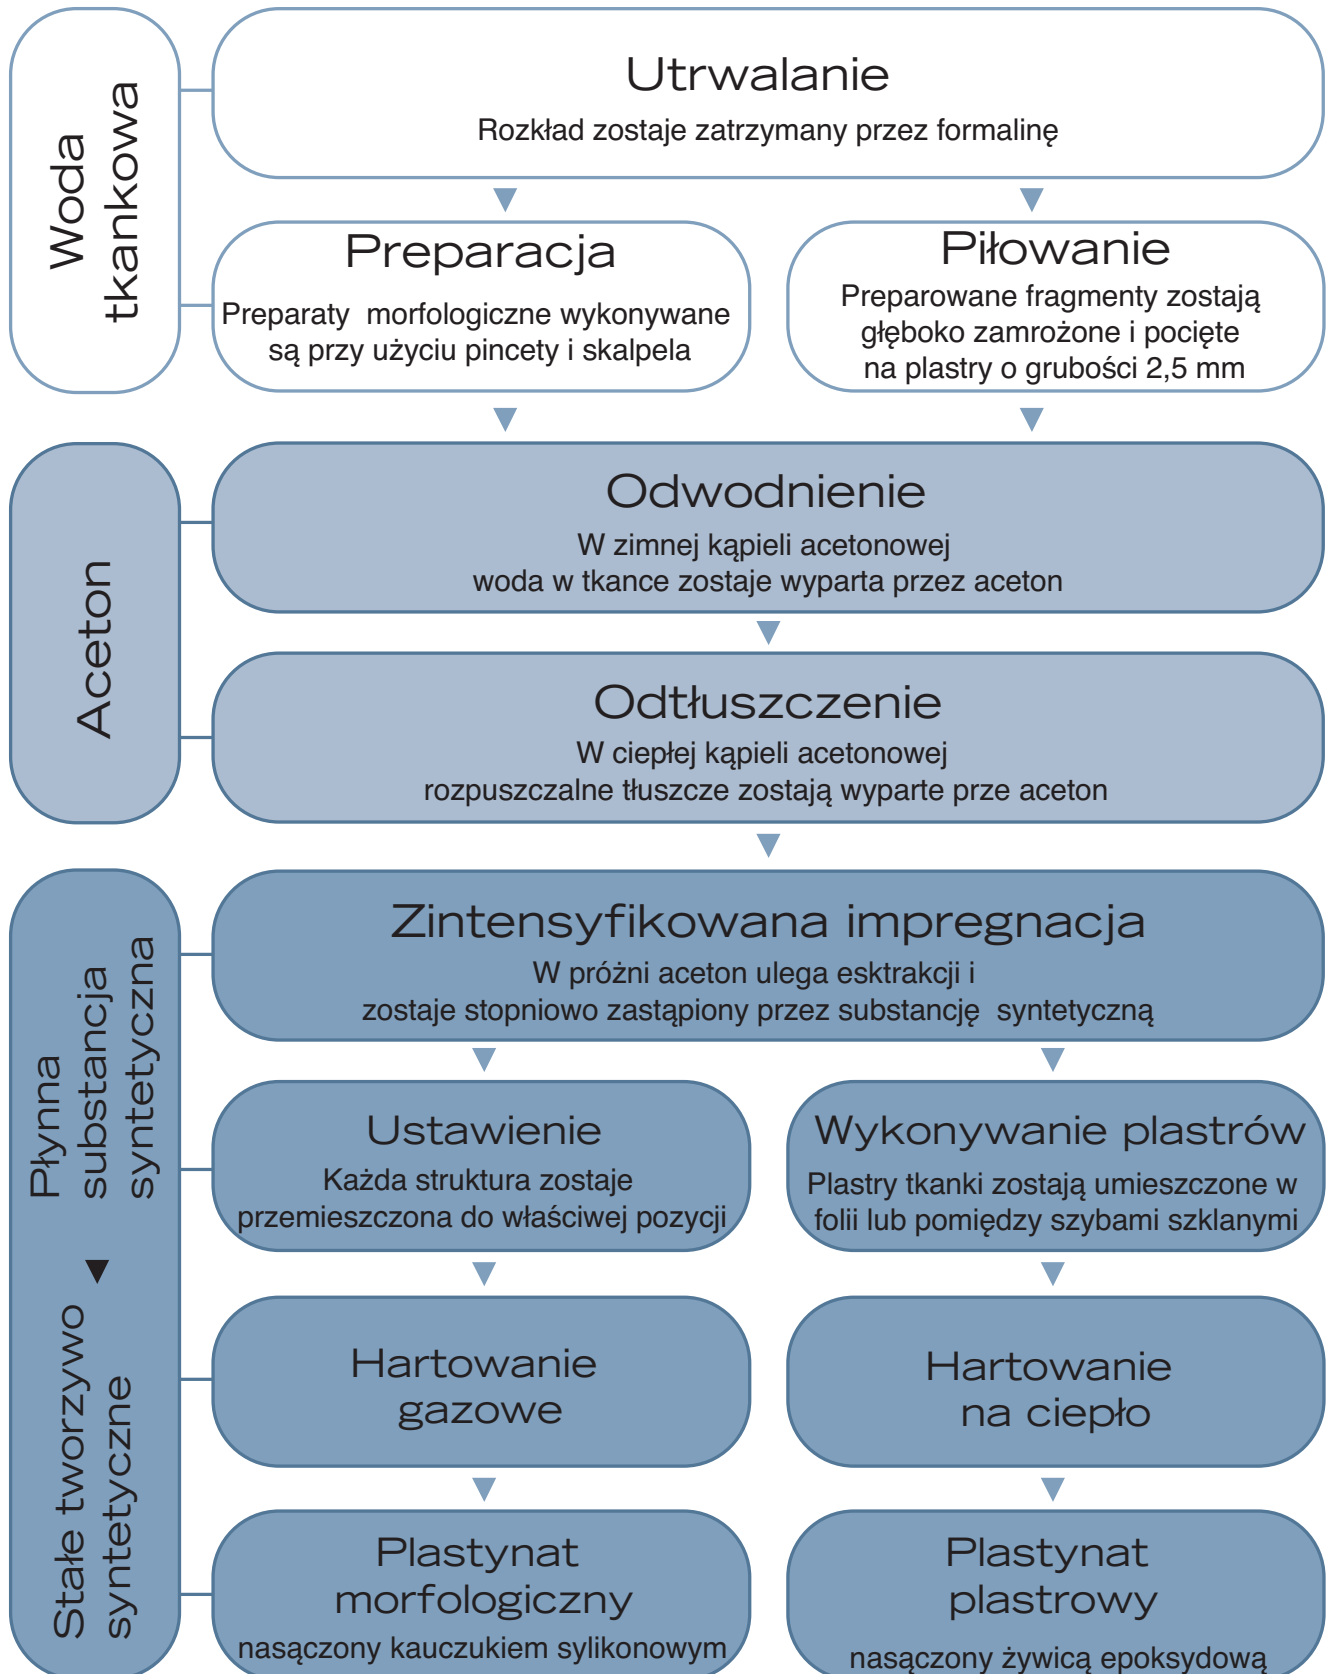 Woda
tkankowa
Utrwalanie
Rozkład zostaje zatrzymany przez formalinę
Preparacja
Preparaty morfologiczne wykonywane
są przy użyciu pincety i skalpela
Piłowanie
Preparowane fragmenty zostają
głęboko zamrożone i pocięte
na plastry o grubości 2,5 mm
Aceton
Odwodnienie
W zimnej kąpieli acetonowej
woda w tkance zostaje wyparta przez aceton
Odtłuszczenie
W ciepłej kąpieli acetonowej
rozpuszczalne tłuszcze zostają wyparte prze aceton
Płynna
substancja
syntetyczna
Zintensyfikowana impregnacja
W próżni aceton ulega esktrakcji i
zostaje stopniowo zastąpiony przez substancję syntetyczną
Ustawienie
Każda struktura zostaje
przemieszczona do właściwej pozycji
Wykonywanie plastrów
Plastry tkanki zostają umieszczone w
folii lub pomiędzy szybami szklanymi
Stałe tworzywo
syntetyczne
Hartowanie
gazowe
Hartowanie
na ciepło
Plastynat
morfologiczny
nasączony kauczukiem sylikonowym
Plastynat
plastrowy
nasączony żywicą epoksydową